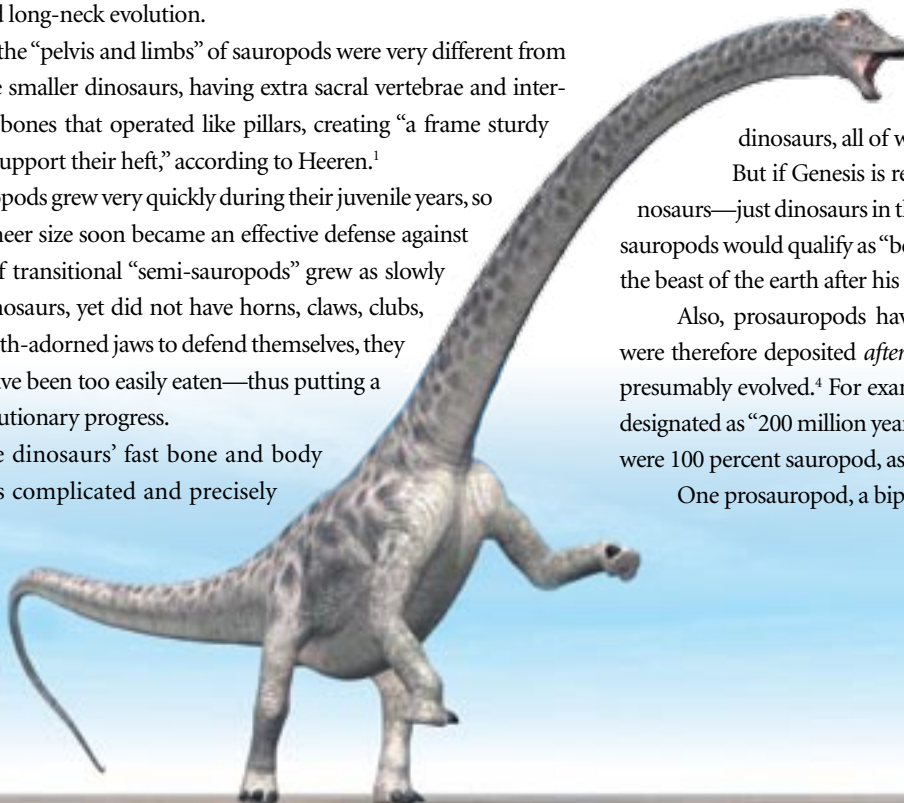 long-neck evolution.
the “pelvis and limbs” of sauropods were very different from
smaller dinosaurs, having extra sacral vertebrae and inter-
bones that operated like pillars, creating “a frame sturdy
support their heft,” according to Heeren.¹
pods grew very quickly during their juvenile years, so
heer size soon became an effective defense against
f transitional “semi-sauropods” grew as slowly
nosaurs, yet did not have horns, claws, clubs,
th-adorned jaws to defend themselves, they
ve been too easily eaten—thus putting a
utionary progress.
e dinosaurs’ fast bone and body
s complicated and precisely
dinosaurs, all of w
But if Genesis is re
nosaurs—just dinosaurs in th
sauropods would qualify as “be
the beast of the earth after his
Also, prosauropods hav
were therefore deposited after
presumably evolved.⁴ For exam
designated as “200 million year
were 100 percent sauropod, as
One prosauropod, a bip